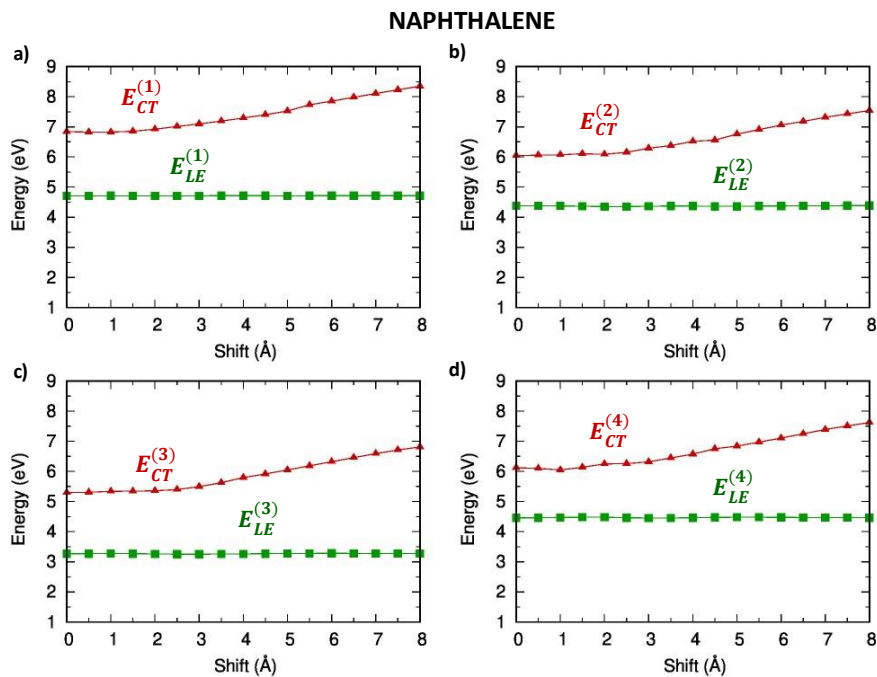 NAPHTHALENE
a)
9
8
7
6
5
4
3
2
1
Energy (eV)
E_CT^(1)
E_LE^(1)
0 1 2 3 4 5 6 7 8
Shift (Å)
b)
9
8
7
6
5
4
3
2
1
Energy (eV)
E_CT^(2)
E_LE^(2)
0 1 2 3 4 5 6 7 8
Shift (Å)
c)
9
8
7
6
5
4
3
2
1
Energy (eV)
E_CT^(3)
E_LE^(3)
0 1 2 3 4 5 6 7 8
Shift (Å)
d)
9
8
7
6
5
4
3
2
1
Energy (eV)
E_CT^(4)
E_LE^(4)
0 1 2 3 4 5 6 7 8
Shift (Å)